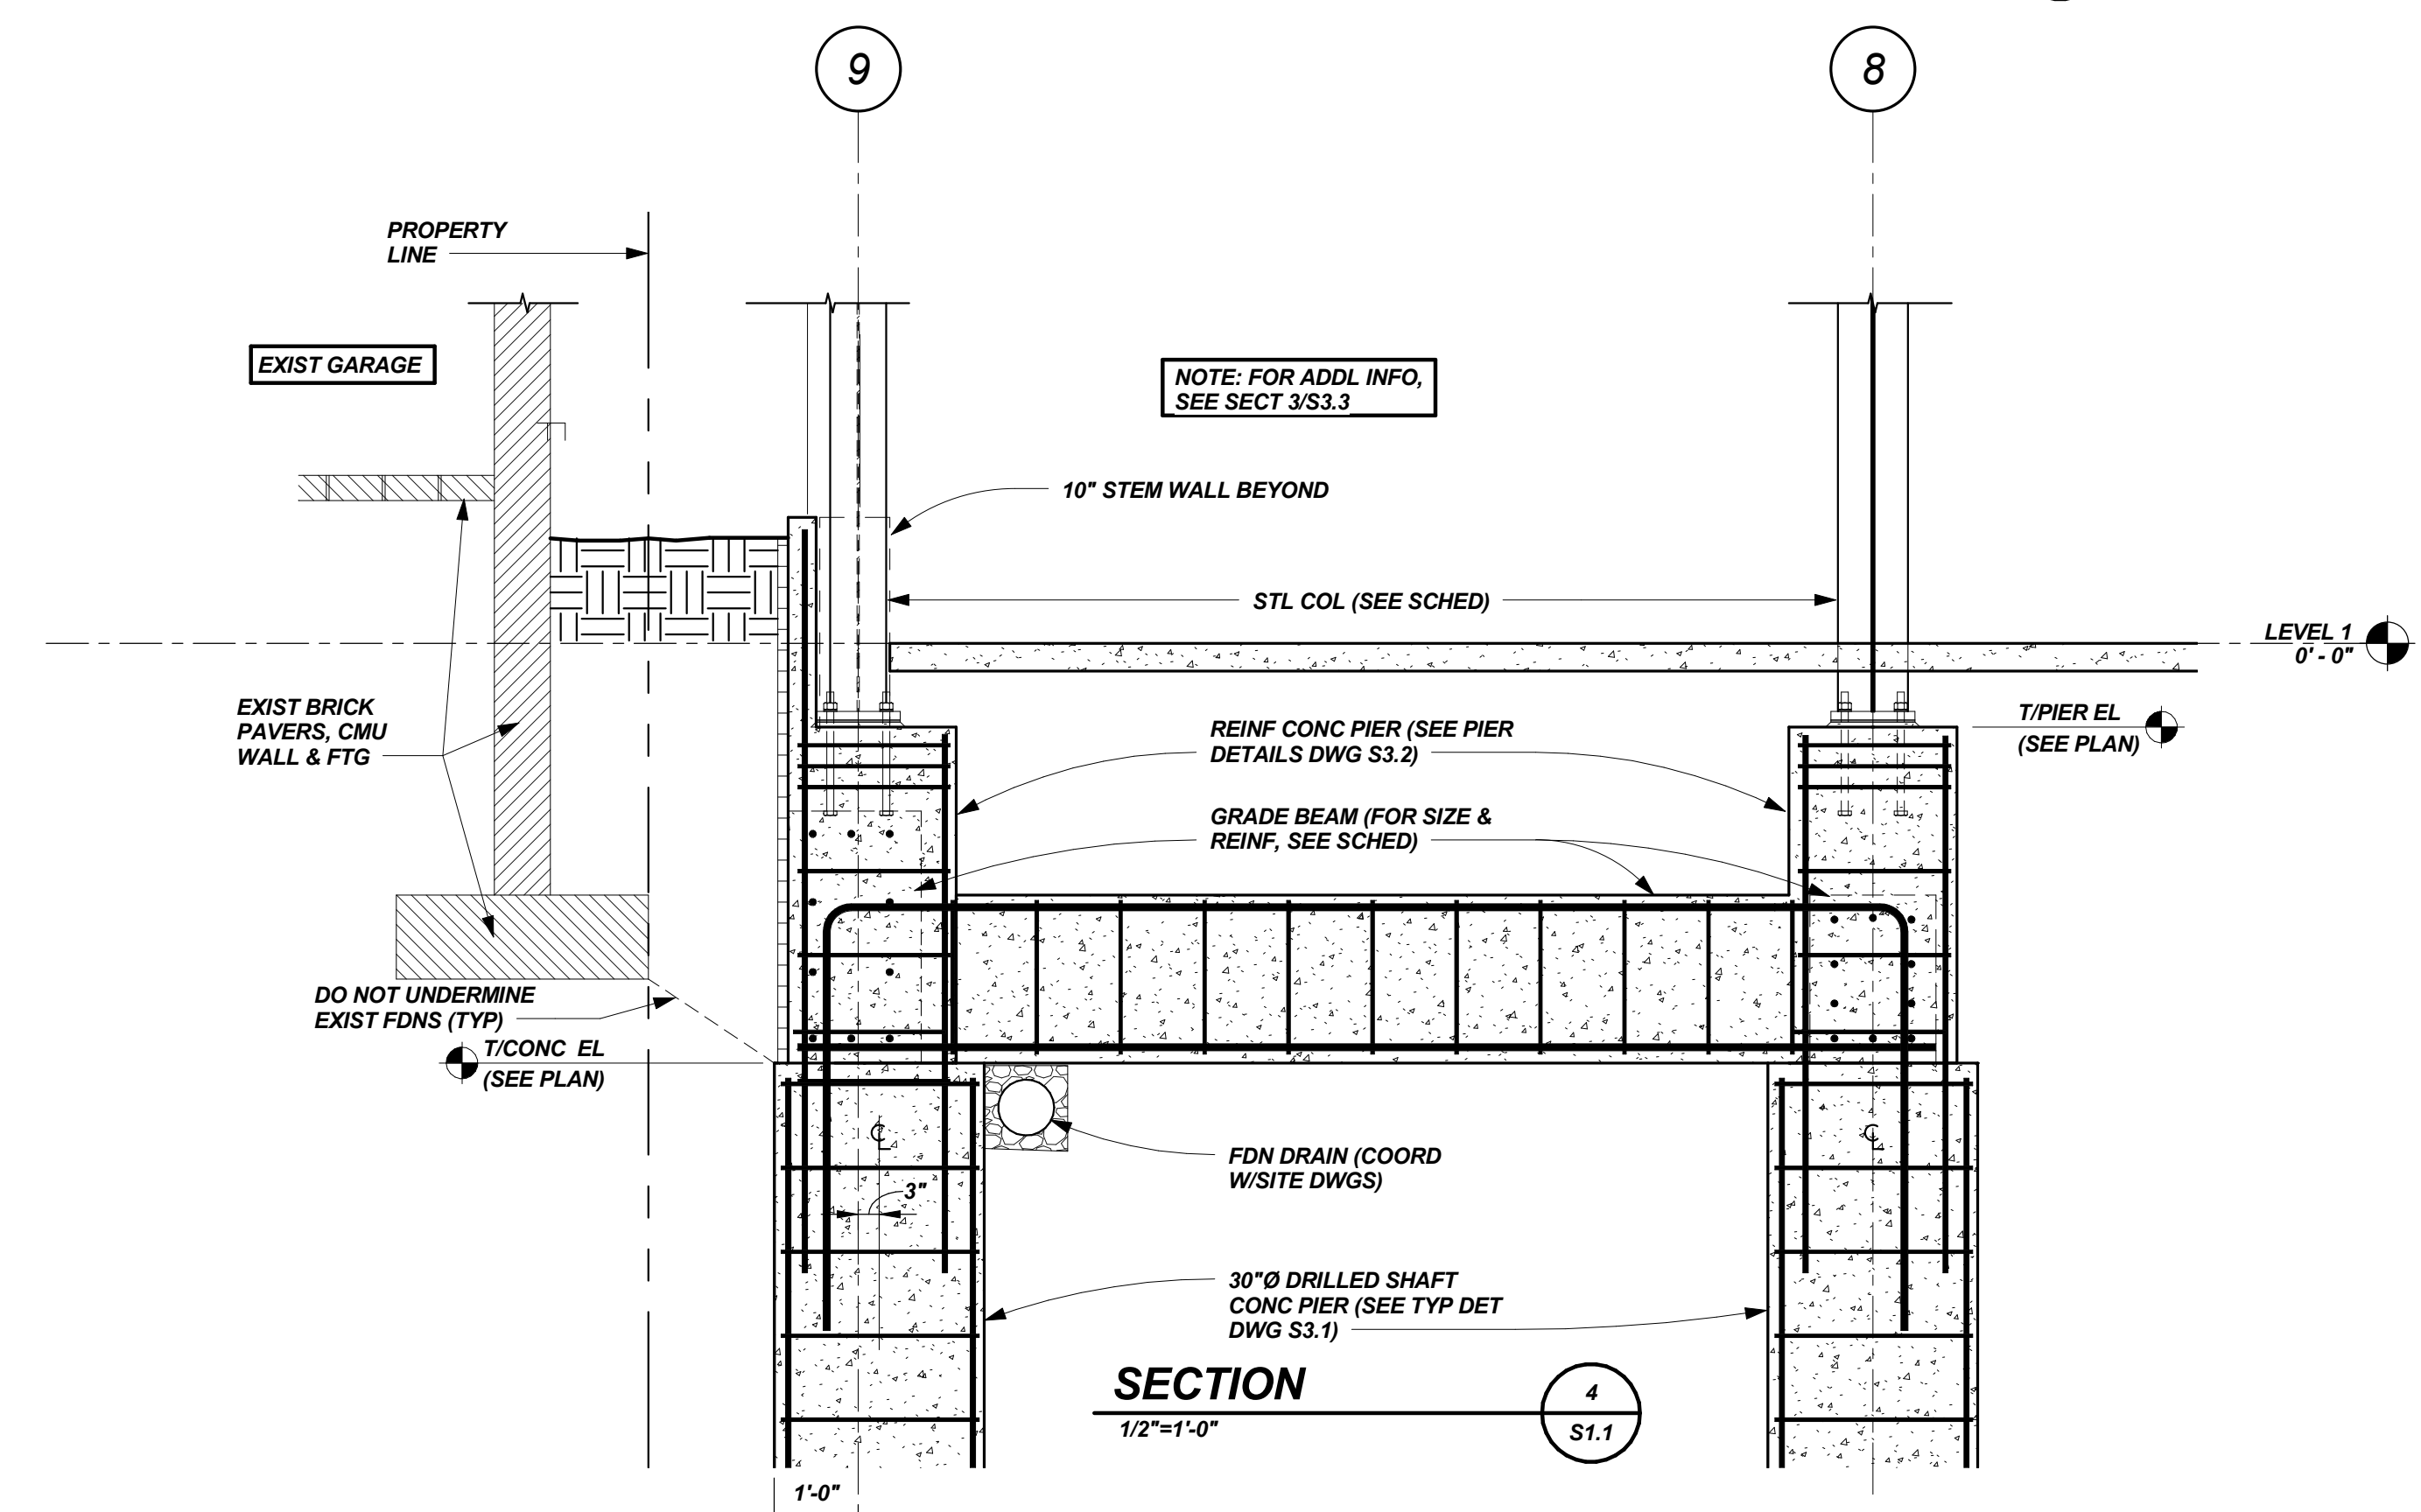 9
8
PROPERTY
LINE
EXIST GARAGE
NOTE: FOR ADDL INFO,
SEE SECT 3/S3.3
10" STEM WALL BEYOND
STL COL (SEE SCHED)
LEVEL 1
0' - 0"
EXIST BRICK
PAVERS, CMU
WALL & FTG
REINF CONC PIER (SEE PIER
DETAILS DWG S3.2)
T/PIER EL
(SEE PLAN)
GRADE BEAM (FOR SIZE &
REINF, SEE SCHED)
DO NOT UNDERMINE
EXIST FDNS (TYP)
T/CONC EL
(SEE PLAN)
FDN DRAIN (COORD
W/SITE DWGS)
3"
30"Ø DRILLED SHAFT
CONC PIER (SEE TYP DET
DWG S3.1)
SECTION
1/2"=1'-0"
4
S1.1
1'-0"